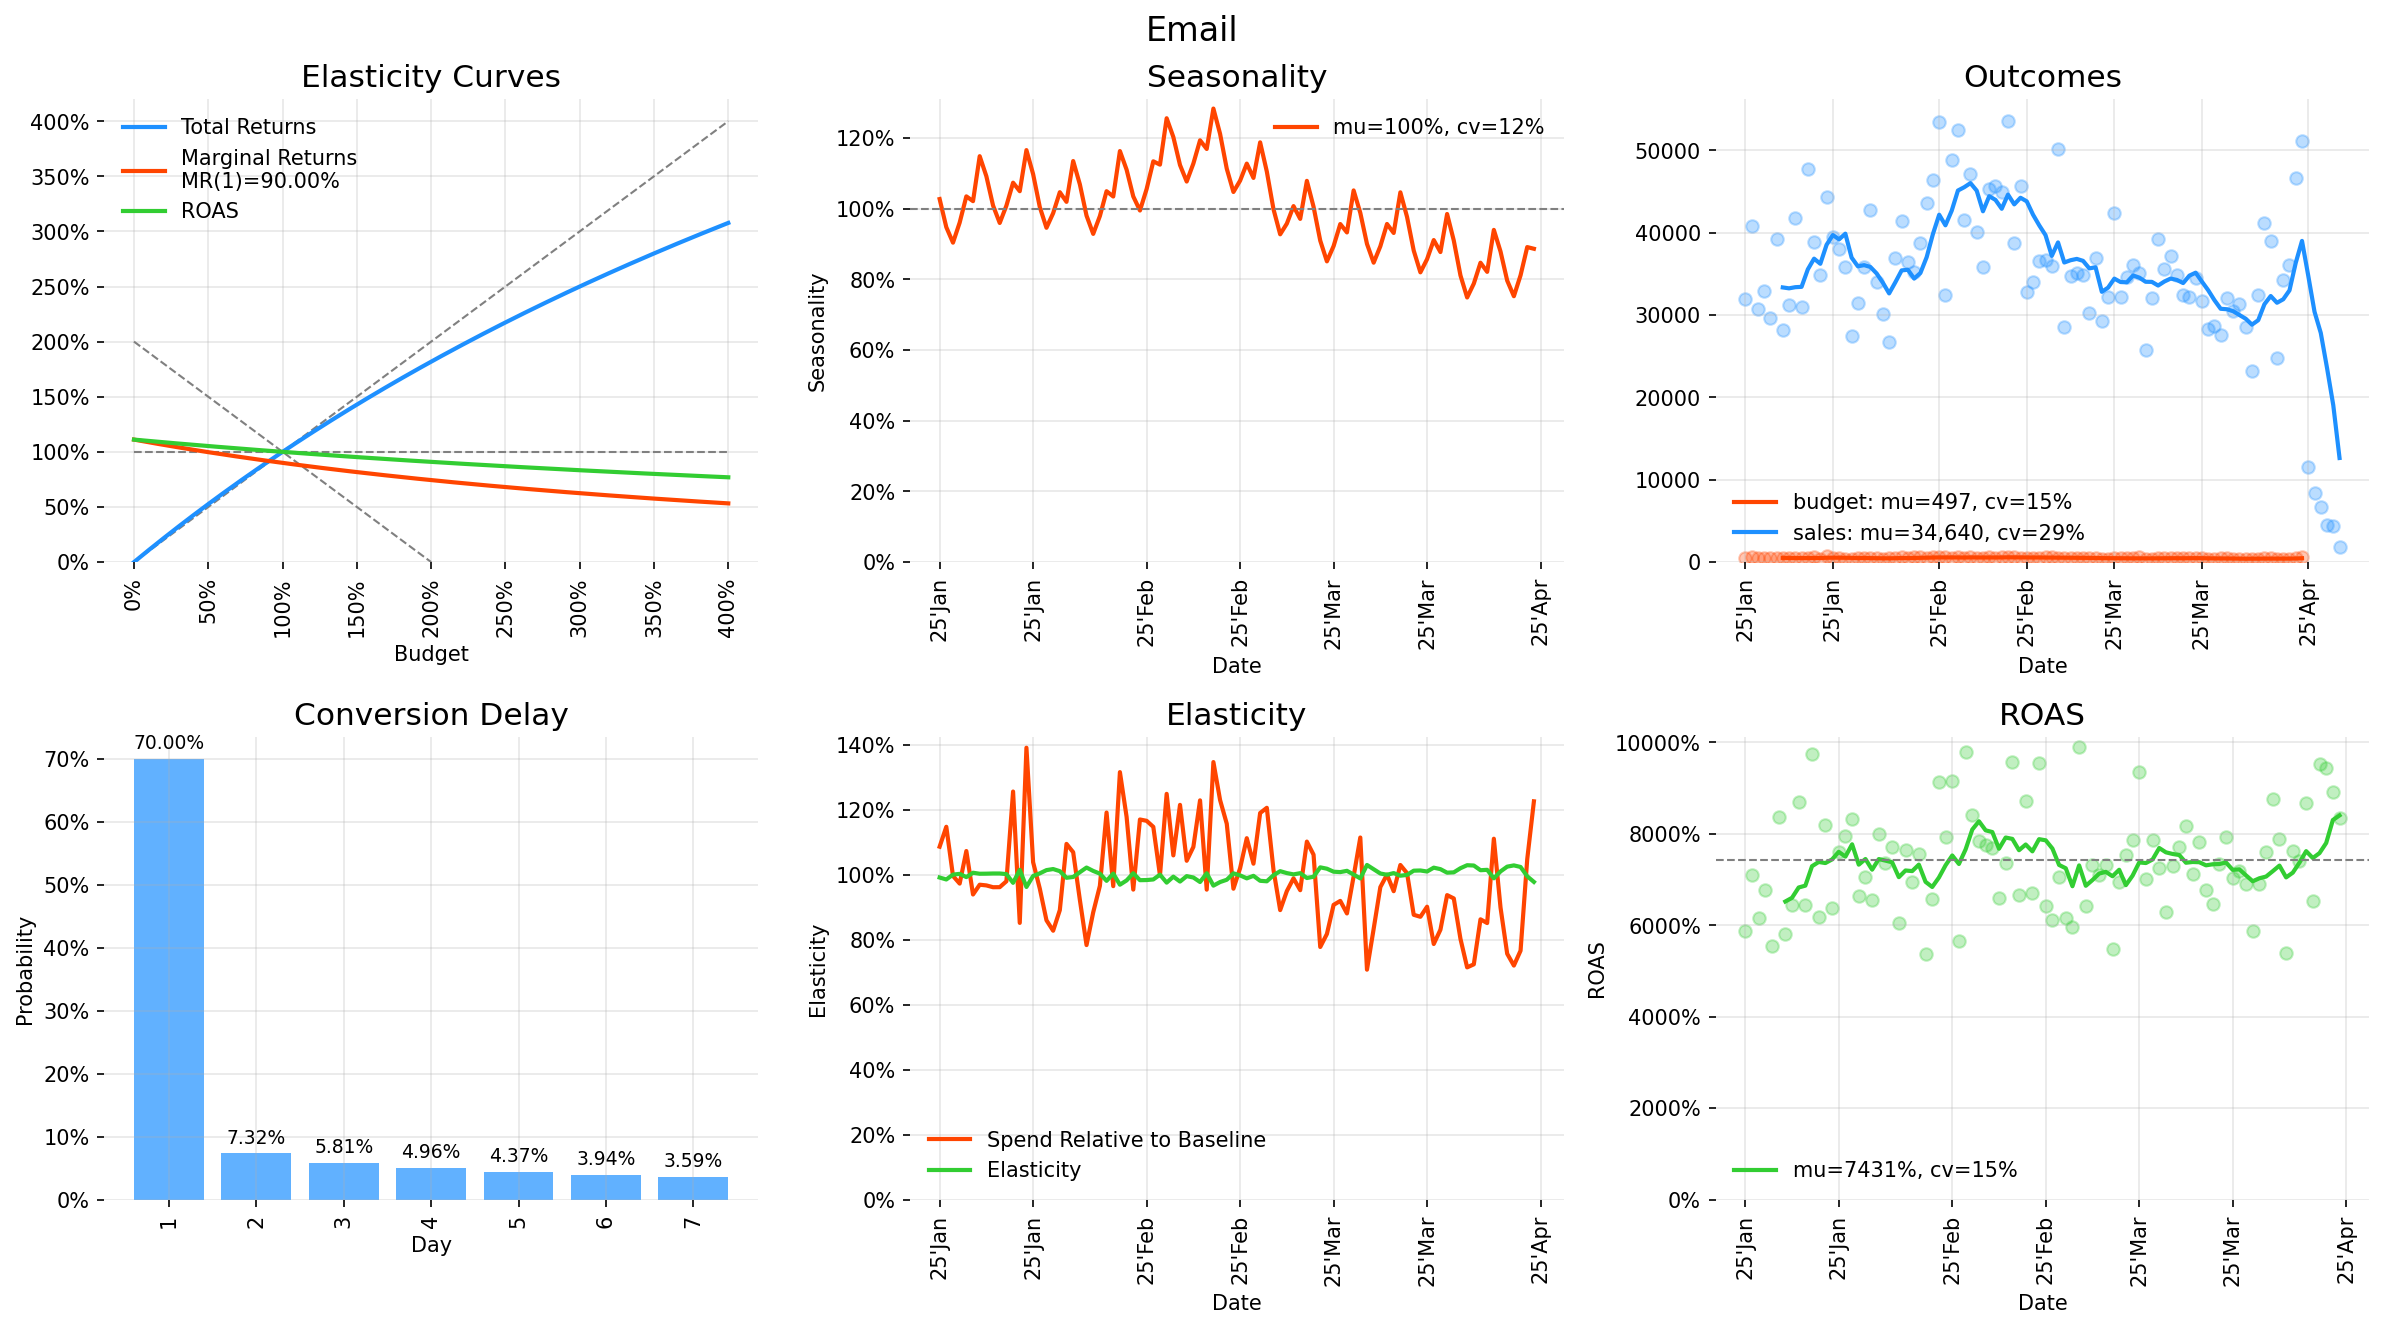 Email
Elasticity Curves
400%
350%
300%
250%
200%
150%
100%
50%
0%
Total Returns
Marginal Returns
MR(1)=90.00%
ROAS
0%
50%
100%
150%
200%
250%
300%
350%
400%
Budget
Seasonality
Seasonality
120%
100%
80%
60%
40%
20%
0%
mu=100%, cv=12%
25'Jan
25'Jan
25'Feb
25'Feb
25'Mar
25'Mar
25'Apr
Date
Outcomes
50000
40000
30000
20000
10000
0
budget: mu=497, cv=15%
sales: mu=34,640, cv=29%
25'Jan
25'Jan
25'Feb
25'Feb
25'Mar
25'Mar
25'Apr
Date
Conversion Delay
Probability
70%
60%
50%
40%
30%
20%
10%
0%
70.00%
7.32%
5.81%
4.96%
4.37%
3.94%
3.59%
1
2
3
4
5
6
7
Day
Elasticity
Elasticity
140%
120%
100%
80%
60%
40%
20%
0%
Spend Relative to Baseline
Elasticity
25'Jan
25'Jan
25'Feb
25'Feb
25'Mar
25'Mar
25'Apr
Date
ROAS
ROAS
10000%
8000%
6000%
4000%
2000%
0%
mu=7431%, cv=15%
25'Jan
25'Jan
25'Feb
25'Feb
25'Mar
25'Mar
25'Apr
Date